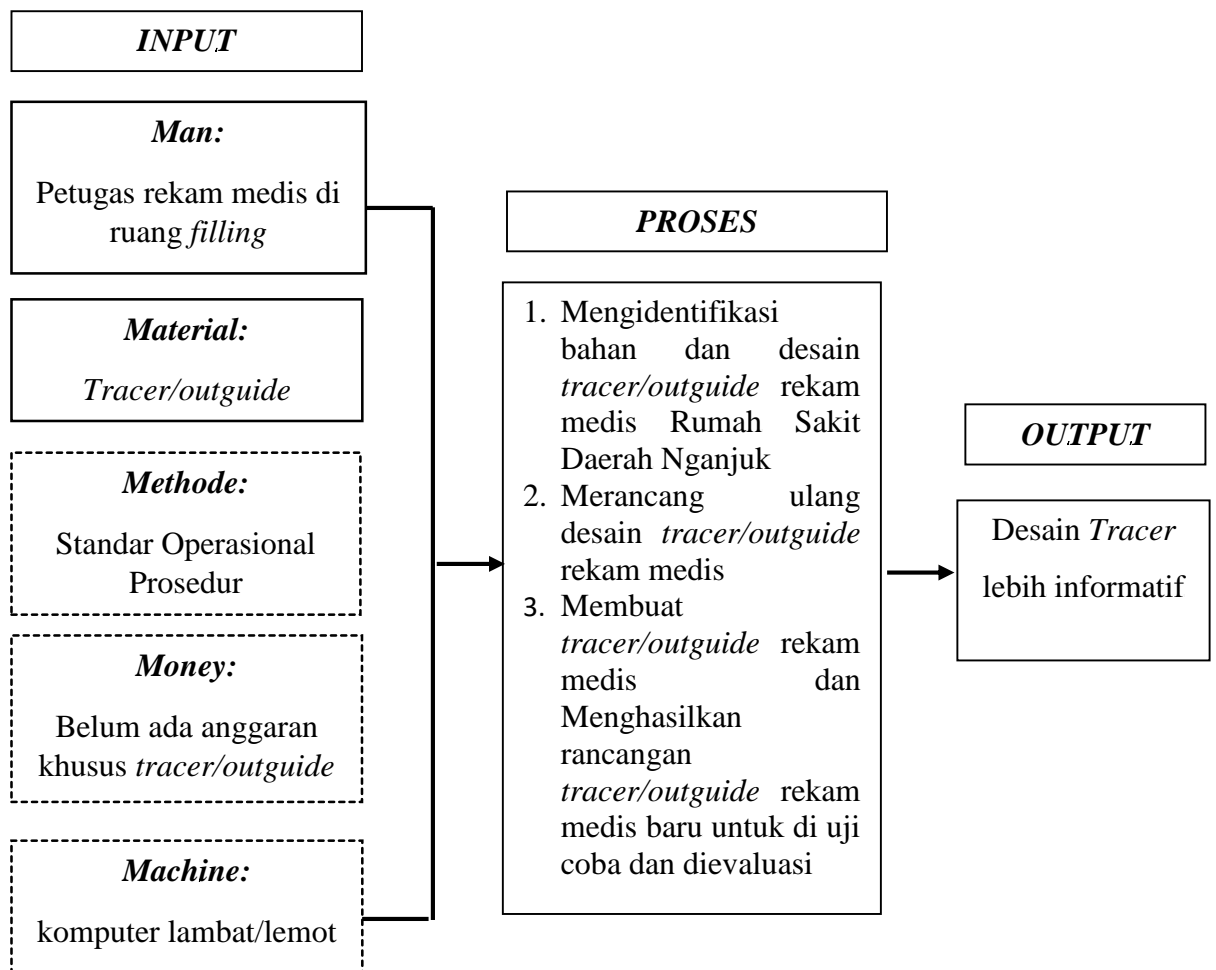 INPUT
Man:
Petugas rekam medis di
ruang filling
Material:
Tracer/outguide
Methode:
Standar Operasional
Prosedur
Money:
Belum ada anggaran
khusus tracer/outguide
Machine:
komputer lambat/lemot
PROSES
1. Mengidentifikasi
bahan dan desain
tracer/outguide rekam
medis Rumah Sakit
Daerah Nganjuk
2. Merancang ulang
desain tracer/outguide
rekam medis
3. Membuat
tracer/outguide rekam
medis dan
Menghasilkan
rancangan
tracer/outguide rekam
medis baru untuk di uji
coba dan dievaluasi
OUTPUT
Desain Tracer
lebih informatif